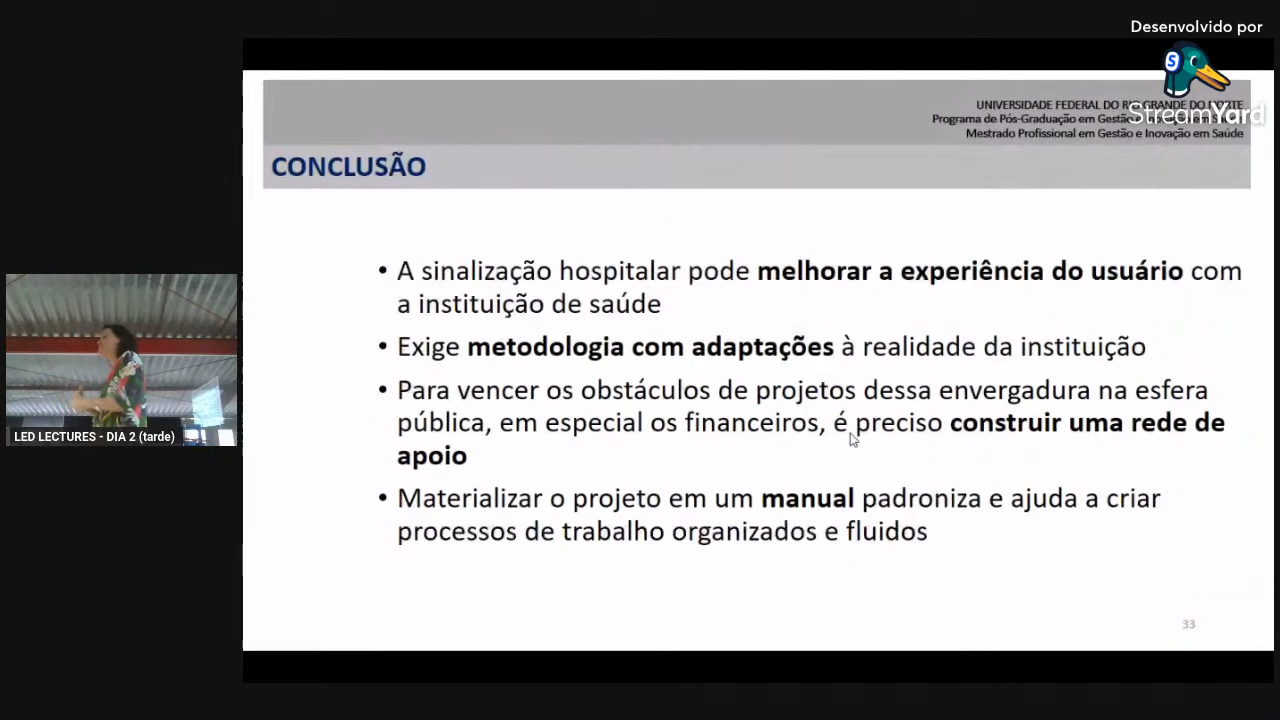 Desenvolvido por
S
StreamYard
UNIVERSIDADE FEDERAL DO RIO GRANDE DO NORTE
Programa de Pós-Graduação em
Mestrado Profissional em Gestão e Inovação em Saúde
CONCLUSÃO
• A sinalização hospitalar pode melhorar a experiência do usuário com
a instituição de saúde
• Exige metodologia com adaptações à realidade da instituição
• Para vencer os obstáculos de projetos dessa envergadura na esfera
pública, em especial os financeiros, é preciso construir uma rede de
apoio
• Materializar o projeto em um manual padroniza e ajuda a criar
processos de trabalho organizados e fluidos
33
LED LECTURES - DIA 2 (tarde)